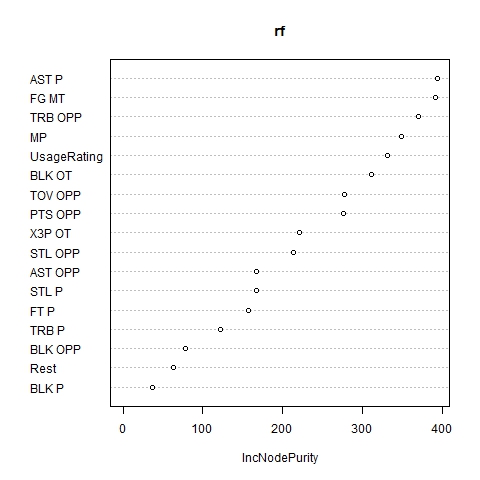 rf
AST P
FG MT
TRB OPP
MP
UsageRating
BLK OT
TOV OPP
PTS OPP
X3P OT
STL OPP
AST OPP
STL P
FT P
TRB P
BLK OPP
Rest
BLK P
0 100 200 300 400
IncNodePurity